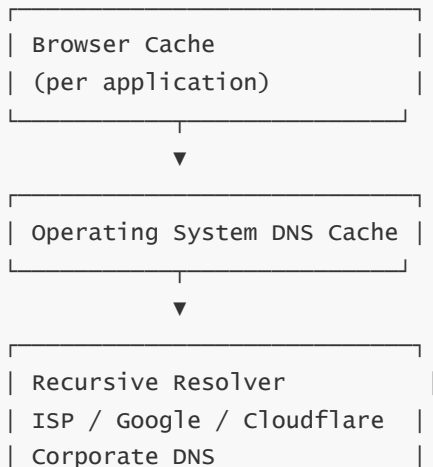 Browser Cache
(per application)
▼
Operating System DNS Cache
▼
Recursive Resolver
ISP / Google / Cloudflare
Corporate DNS